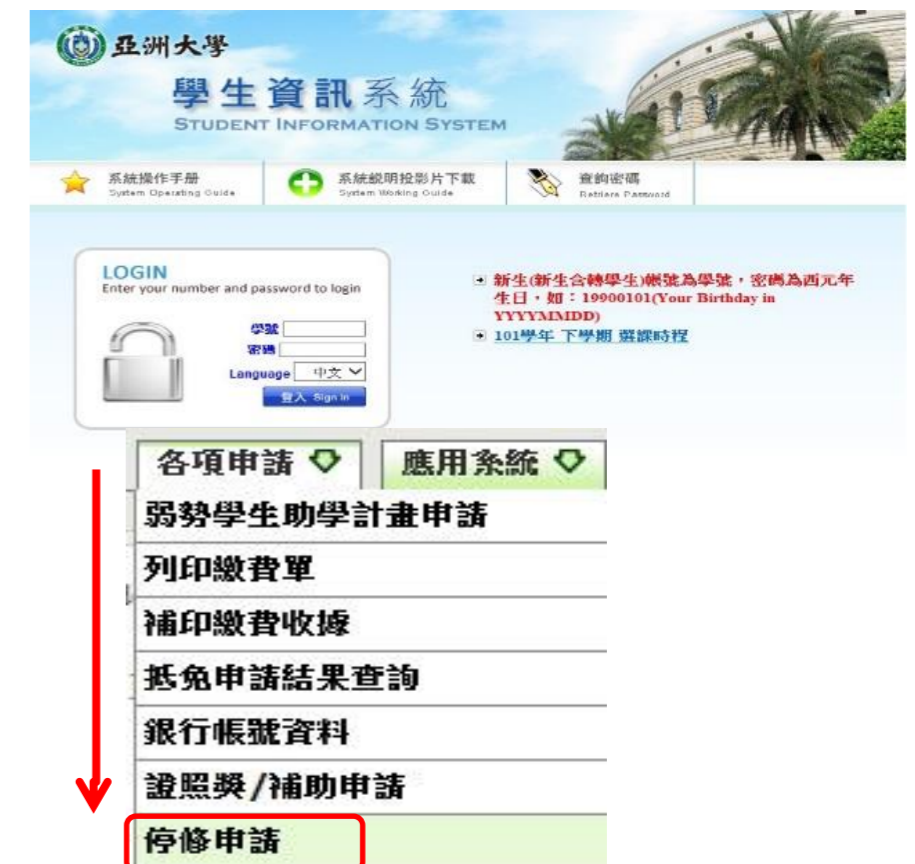 亞洲大學
學生資訊系統
STUDENT INFORMATION SYSTEM
系統操作手册
System Operating Guide
系統說明投影片下載
System Working Guide
查詢密碼
Retrieve Password
LOGIN
Enter your number and password to login
學號
密碼
Language 中文
登入 Sign in
新生(新生含轉學生)帳號為學號，密碼為西元年
生日，如：19900101(Your Birthday in
YYYYMMDD)
101學年 下學期 選課時程
各項申請 應用系統
弱勢學生助學計畫申請
列印繳費單
補印繳費收據
抵免申請結果查詢
銀行帳號資料
證照獎/補助申請
停修申請